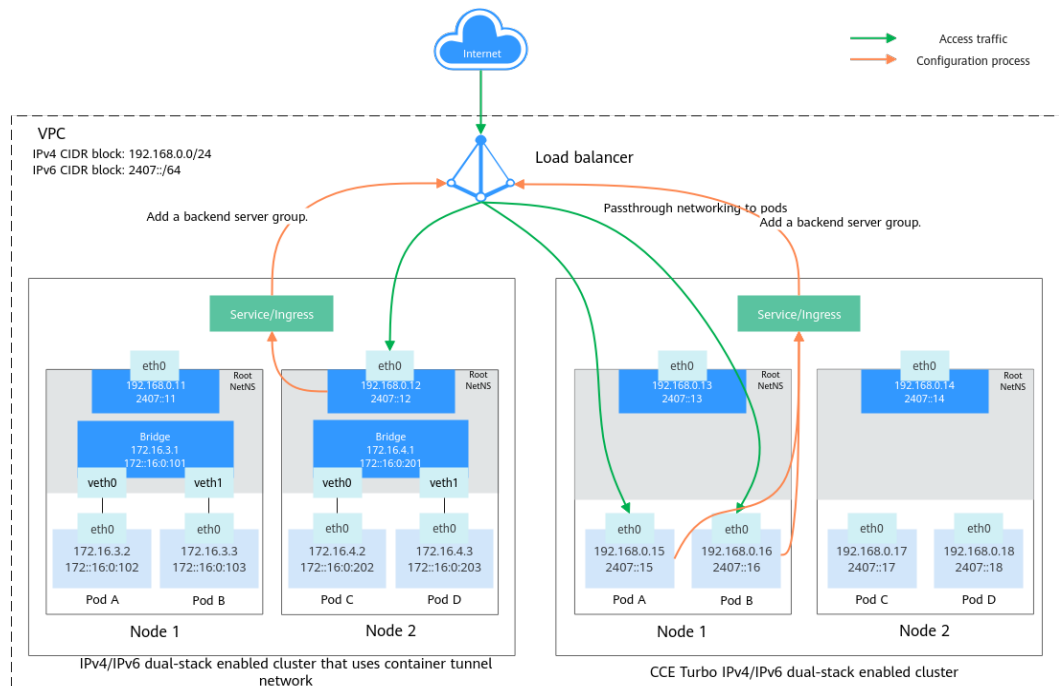 Internet
Access traffic
Configuration process
VPC
IPv4 CIDR block: 192.168.0.0/24
IPv6 CIDR block: 2407::/64
Load balancer
Add a backend server group.
Passthrough networking to pods
Add a backend server group.
Service/Ingress
eth0
192.168.0.11
2407::11
Root
NetNS
Bridge
172.16.3.1
172::16:0:101
veth0
veth1
eth0
172.16.3.2
172::16:0:102
Pod A
eth0
172.16.3.3
172::16:0:103
Pod B
Node 1
eth0
192.168.0.12
2407::12
Root
NetNS
Bridge
172.16.4.1
172::16:0:201
veth0
veth1
eth0
172.16.4.2
172::16:0:202
Pod C
eth0
172.16.4.3
172::16:0:203
Pod D
Node 2
IPv4/IPv6 dual-stack enabled cluster that uses container tunnel
network
Service/Ingress
eth0
192.168.0.13
2407::13
Root
NetNS
eth0
192.168.0.15
2407::15
Pod A
eth0
192.168.0.16
2407::16
Pod B
Node 1
eth0
192.168.0.14
2407::14
Root
NetNS
eth0
192.168.0.17
2407::17
Pod C
eth0
192.168.0.18
2407::18
Pod D
Node 2
CCE Turbo IPv4/IPv6 dual-stack enabled cluster